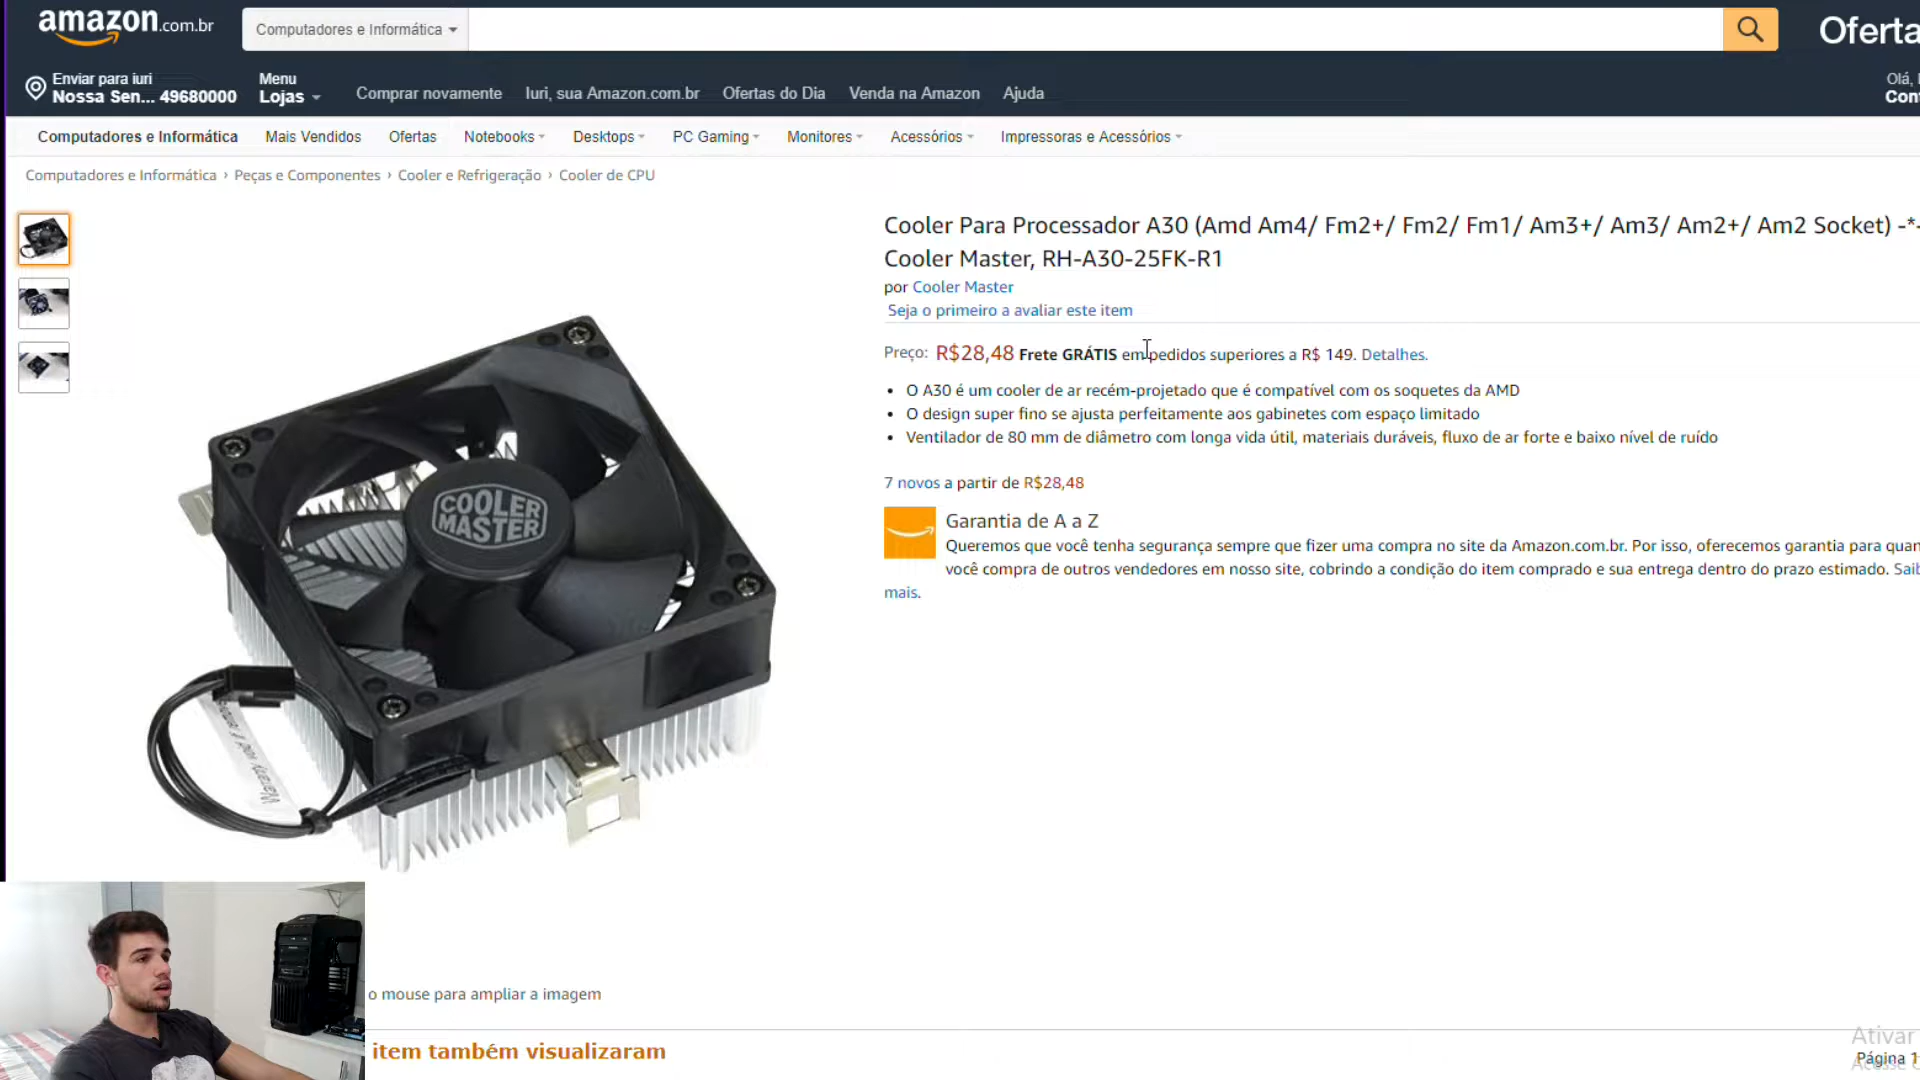 amazon.com.br
Computadores e Informática
Oferta
Enviar para iuri
Nossa Sen... 49680000
Menu
Lojas
Comprar novamente
Iuri, sua Amazon.com.br
Ofertas do Dia
Venda na Amazon
Ajuda
Olá,
Computadores e Informática
Mais Vendidos
Ofertas
Notebooks
Desktops
PC Gaming
Monitores
Acessórios
Impressoras e Acessórios
Computadores e Informática › Peças e Componentes › Cooler e Refrigeração › Cooler de CPU
Cooler Para Processador A30 (Amd Am4/ Fm2+/ Fm2/ Fm1/ Am3+/ Am3/ Am2+/ Am2 Socket) -*-
Cooler Master, RH-A30-25FK-R1
por Cooler Master
Seja o primeiro a avaliar este item
Preço: R$28,48 Frete GRÁTIS em pedidos superiores a R$ 149. Detalhes.
• O A30 é um cooler de ar recém-projetado que é compatível com os soquetes da AMD
• O design super fino se ajusta perfeitamente aos gabinetes com espaço limitado
• Ventilador de 80 mm de diâmetro com longa vida útil, materiais duráveis, fluxo de ar forte e baixo nível de ruído
7 novos a partir de R$28,48
Garantia de A a Z
Queremos que você tenha segurança sempre que fizer uma compra no site da Amazon.com.br. Por isso, oferecemos garantia para quan
você compra de outros vendedores em nosso site, cobrindo a condição do item comprado e sua entrega dentro do prazo estimado. Saib
mais.
COOLER
MASTER
Warranty void if remove
o mouse para ampliar a imagem
item também visualizaram
Ativar
Página 1